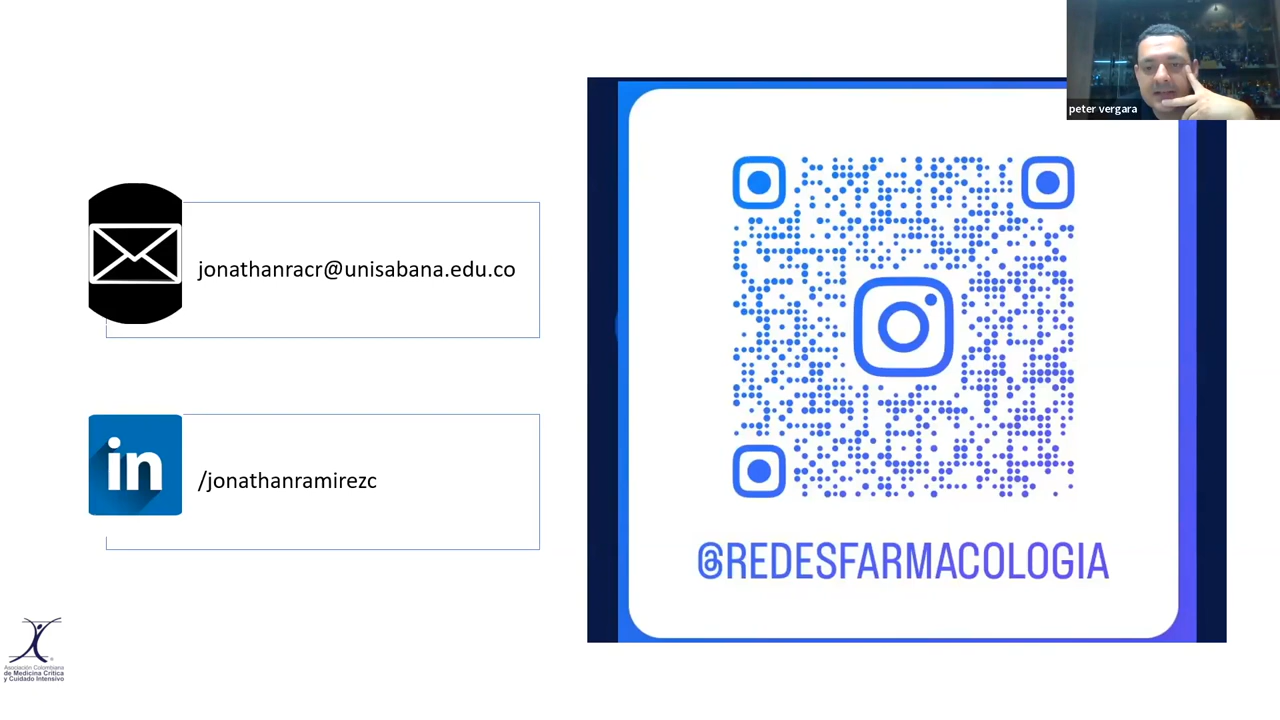 peter vergara
jonathanracr@unisabana.edu.co
in
/jonathanramirezc
@REDESFARMACOLOGIA
Asociación Colombiana
de Medicina Crítica
y Cuidado Intensivo